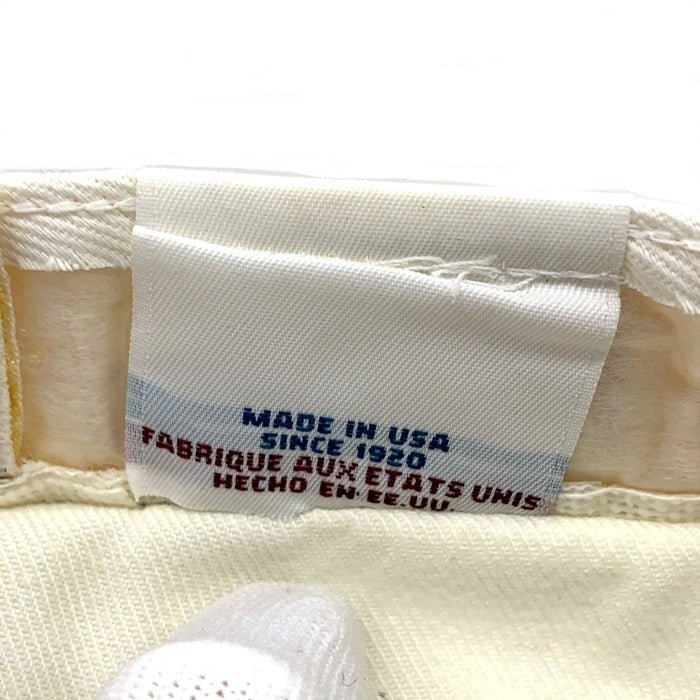 MADE IN USA
SINCE 1920
FABRIQUE AUX ETATS UNIS
HECHO EN EE.UU.